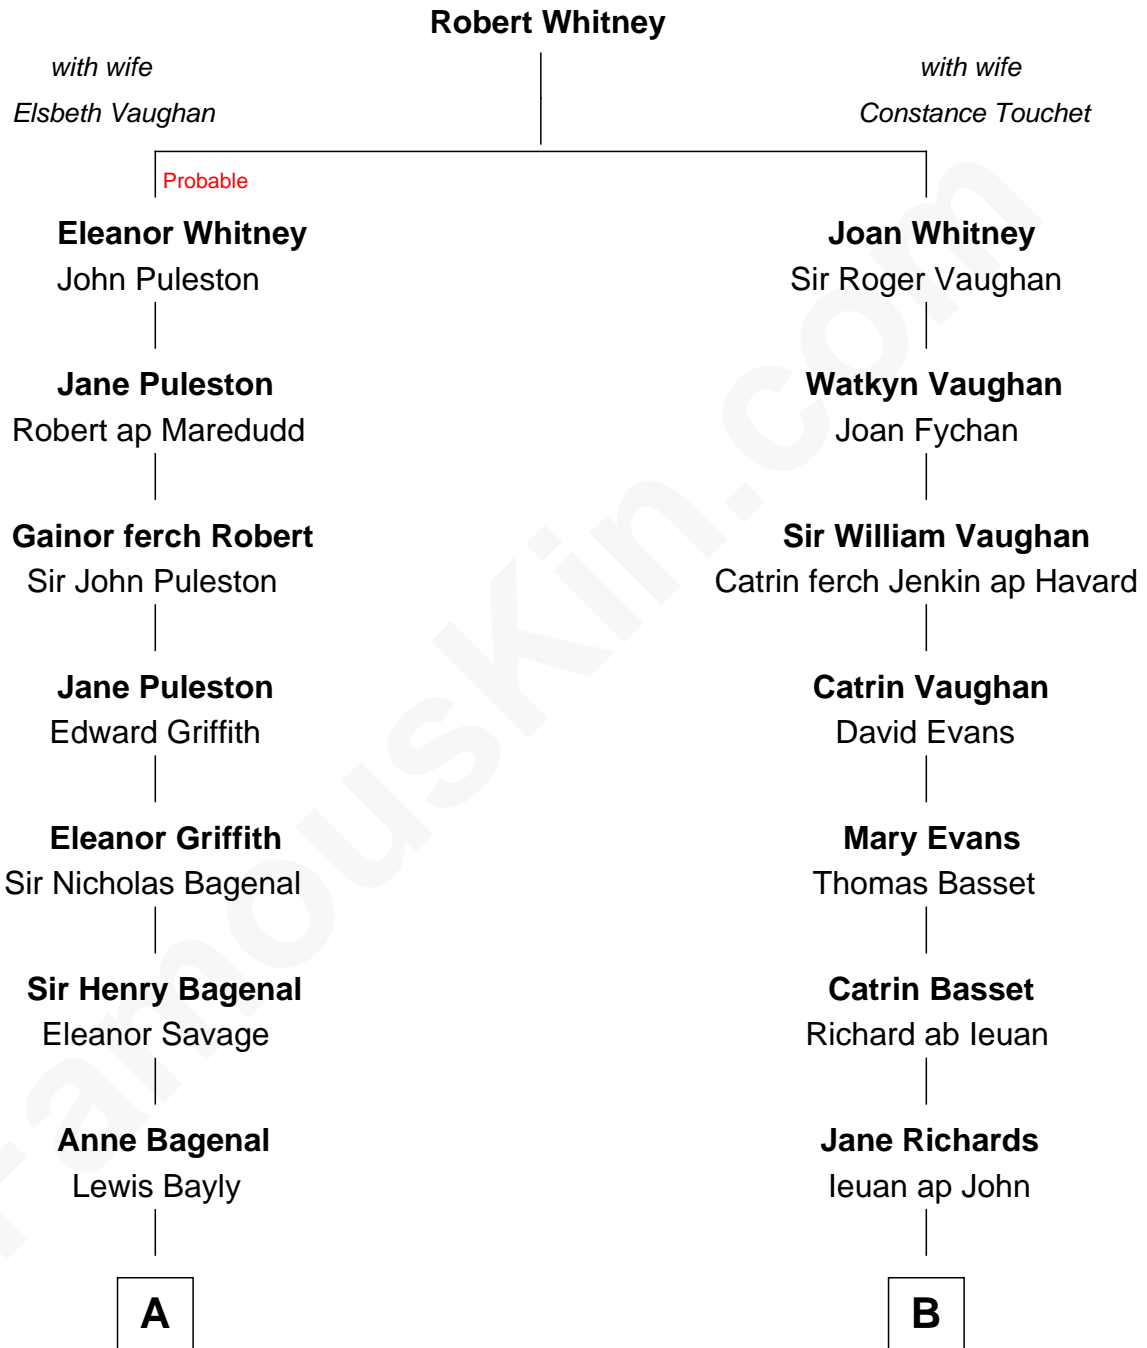 Robert Whitney
with wife
Elsbeth Vaughan
with wife
Constance Touchet
Probable
Eleanor Whitney
John Puleston
Joan Whitney
Sir Roger Vaughan
Jane Puleston
Robert ap Maredudd
Watkyn Vaughan
Joan Fychan
Gainor ferch Robert
Sir John Puleston
Sir William Vaughan
Catrin ferch Jenkin ap Havard
Jane Puleston
Edward Griffith
Catrin Vaughan
David Evans
Eleanor Griffith
Sir Nicholas Bagenal
Mary Evans
Thomas Basset
Sir Henry Bagenal
Eleanor Savage
Catrin Basset
Richard ab Ieuan
Anne Bagenal
Lewis Bayly
Jane Richards
Ieuan ap John
A
B
FamousKin.com